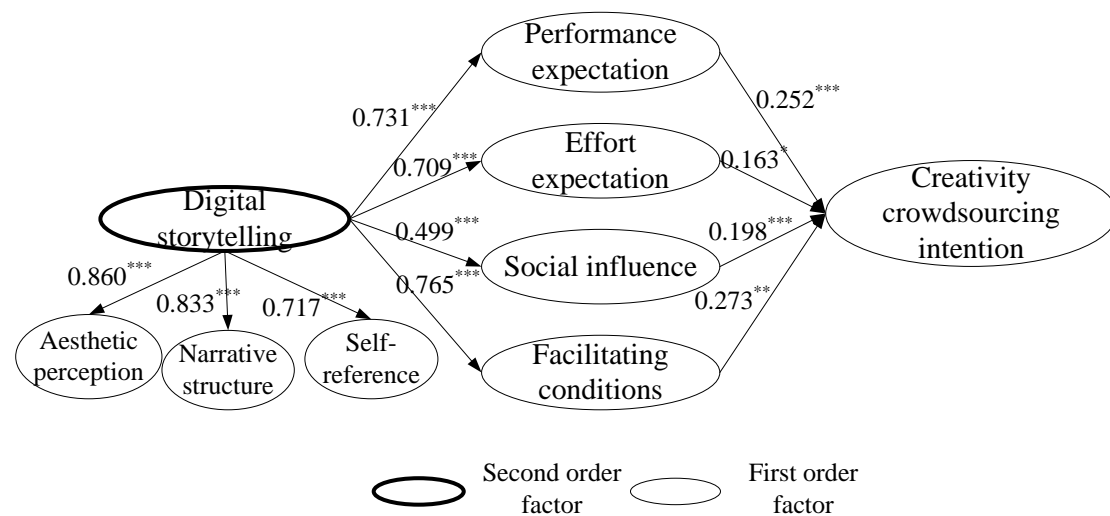 Performance
expectation
0.252***
0.731***
Effort
expectation
0.709***
0.163*
Creativity
crowdsourcing
intention
Digital
storytelling
0.499***
0.198***
Social influence
0.860***
0.765***
0.833***
0.717***
0.273**
Aesthetic
perception
Narrative
structure
Self-
reference
Facilitating
conditions
Second order
factor
First order
factor